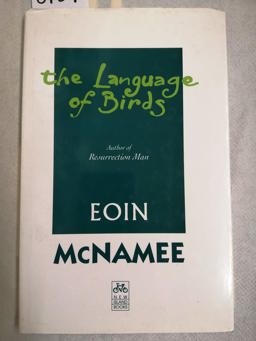 the Language
of Birds
Author of
Resurrection Man
EOIN
McNAMEE
NEW
ISLAND
BOOKS